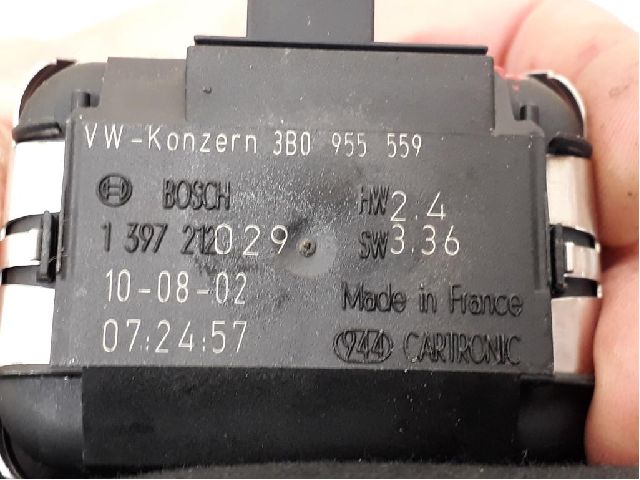 VW-Konzern 3B0 955 559
BOSCH HW 2.4
1 397 212 029 SW 3.36
10-08-02 Made in France
07:24:57 944 CARTRONIC